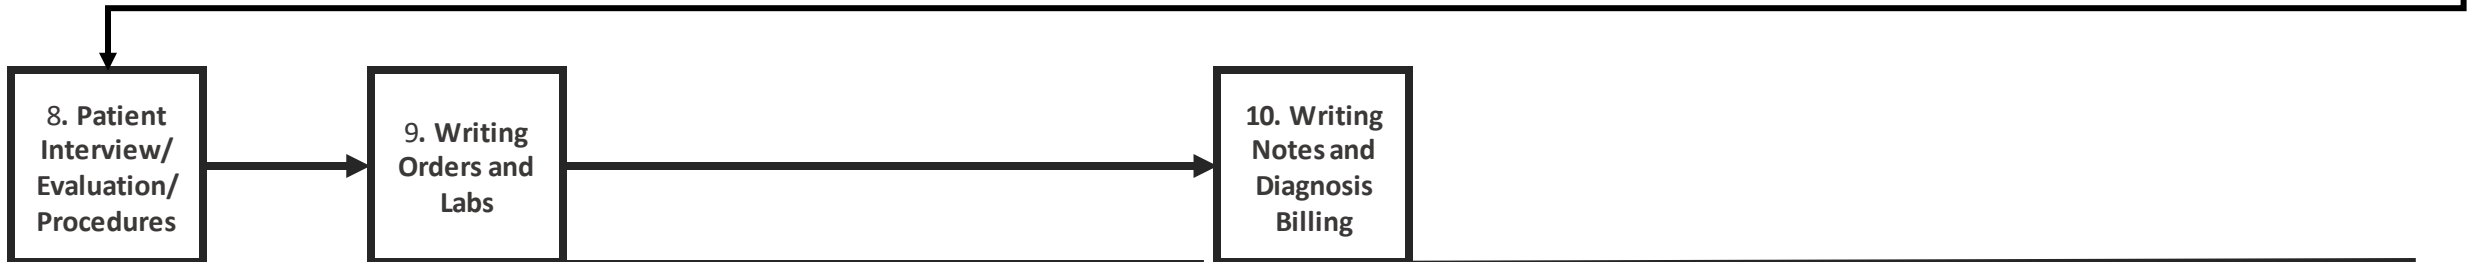 8. Patient
Interview/
Evaluation/
Procedures
9. Writing
Orders and
Labs
10. Writing
Notes and
Diagnosis
Billing